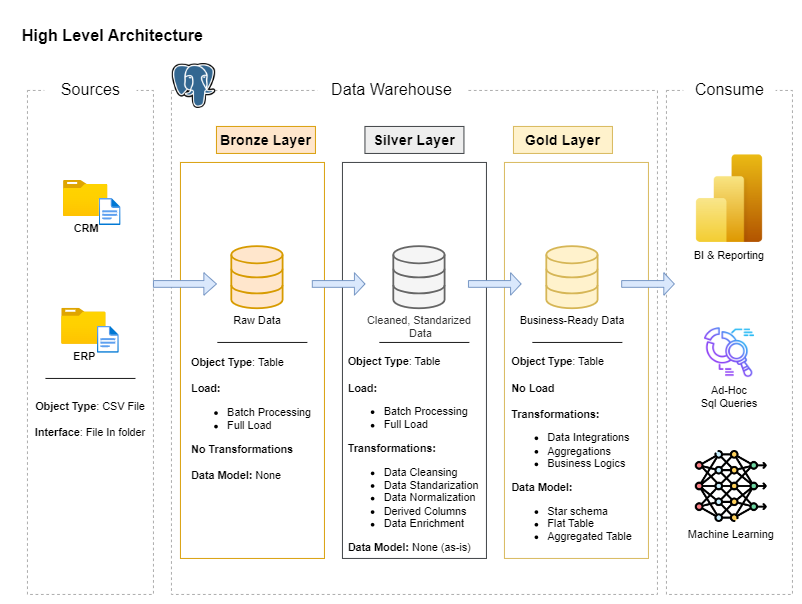 High Level Architecture
Sources
Data Warehouse
Consume
CRM
ERP
Object Type: CSV File
Interface: File In folder
Bronze Layer
Raw Data
Object Type: Table
Load:
Batch Processing
Full Load
No Transformations
Data Model: None
Silver Layer
Cleaned, Standarized
Data
Object Type: Table
Load:
Batch Processing
Full Load
Transformations:
Data Cleansing
Data Standarization
Data Normalization
Derived Columns
Data Enrichment
Data Model: None (as-is)
Gold Layer
Business-Ready Data
Object Type: Table
No Load
Transformations:
Data Integrations
Aggregations
Business Logics
Data Model:
Star schema
Flat Table
Aggregated Table
BI & Reporting
Ad-Hoc
Sql Queries
Machine Learning